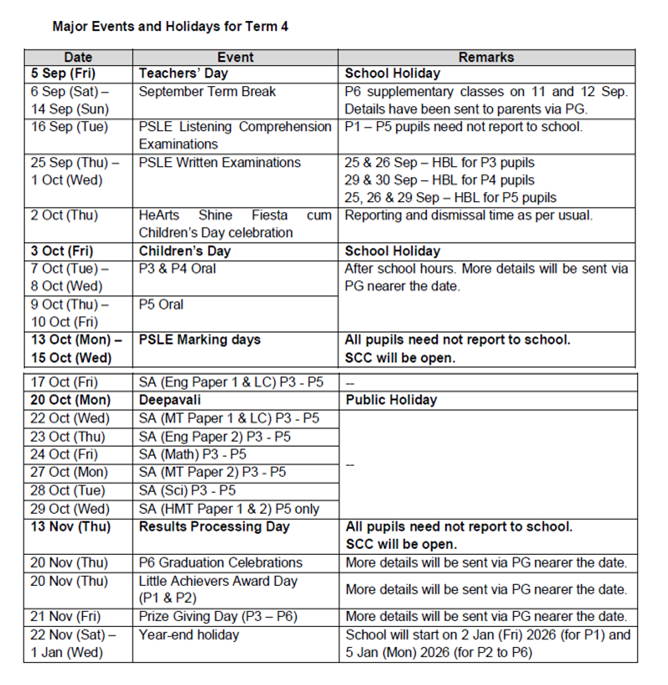 Major Events and Holidays for Term 4
Date Event Remarks
5 Sep (Fri) Teachers' Day School Holiday
6 Sep (Sat) – September Term Break P6 supplementary classes on 11 and 12 Sep.
14 Sep (Sun) Details have been sent to parents via PG.
16 Sep (Tue) PSLE Listening Comprehension P1 – P5 pupils need not report to school.
Examinations
25 Sep (Thu) – PSLE Written Examinations 25 & 26 Sep – HBL for P3 pupils
1 Oct (Wed) 29 & 30 Sep – HBL for P4 pupils
25, 26 & 29 Sep – HBL for P5 pupils
2 Oct (Thu) HeArts Shine Fiesta cum Reporting and dismissal time as per usual.
Children's Day celebration
3 Oct (Fri) Children's Day School Holiday
7 Oct (Tue) – P3 & P4 Oral After school hours. More details will be sent via
8 Oct (Wed) PG nearer the date.
9 Oct (Thu) – P5 Oral
10 Oct (Fri)
13 Oct (Mon) – PSLE Marking days All pupils need not report to school.
15 Oct (Wed) SCC will be open.
17 Oct (Fri) SA (Eng Paper 1 & LC) P3 - P5 --
20 Oct (Mon) Deepavali Public Holiday
22 Oct (Wed) SA (MT Paper 1 & LC) P3 - P5
23 Oct (Thu) SA (Eng Paper 2) P3 - P5
24 Oct (Fri) SA (Math) P3 - P5
--
27 Oct (Mon) SA (MT Paper 2) P3 - P5
28 Oct (Tue) SA (Sci) P3 - P5
29 Oct (Wed) SA (HMT Paper 1 & 2) P5 only
13 Nov (Thu) Results Processing Day All pupils need not report to school.
SCC will be open.
20 Nov (Thu) P6 Graduation Celebrations More details will be sent via PG nearer the date.
20 Nov (Thu) Little Achievers Award Day More details will be sent via PG nearer the date.
(P1 & P2)
21 Nov (Fri) Prize Giving Day (P3 – P6) More details will be sent via PG nearer the date.
22 Nov (Sat) – Year-end holiday School will start on 2 Jan (Fri) 2026 (for P1) and
1 Jan (Wed) 5 Jan (Mon) 2026 (for P2 to P6)